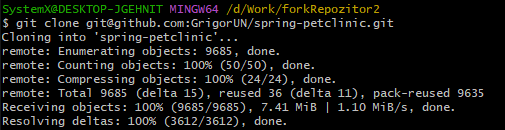 SystemX@DESKTOP-JGEHNIT MINGW64 /d/Work/forkRepozitor2
$ git clone git@github.com:GrigorUN/spring-petclinic.git
Cloning into 'spring-petclinic'...
remote: Enumerating objects: 9685, done.
remote: Counting objects: 100% (50/50), done.
remote: Compressing objects: 100% (24/24), done.
remote: Total 9685 (delta 15), reused 36 (delta 11), pack-reused 9635
Receiving objects: 100% (9685/9685), 7.41 MiB | 1.10 MiB/s, done.
Resolving deltas: 100% (3612/3612), done.